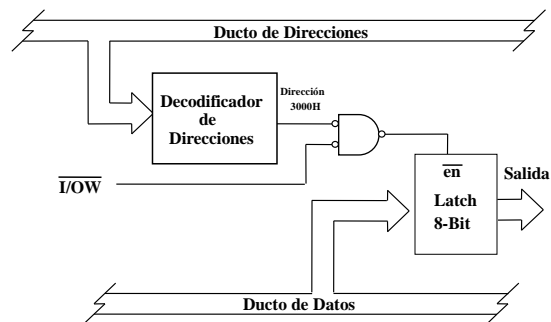 Ducto de Direcciones
Decodificador
de
Direcciones
Dirección
3000H
I/OW
en
Latch
8-Bit
Salida
Ducto de Datos